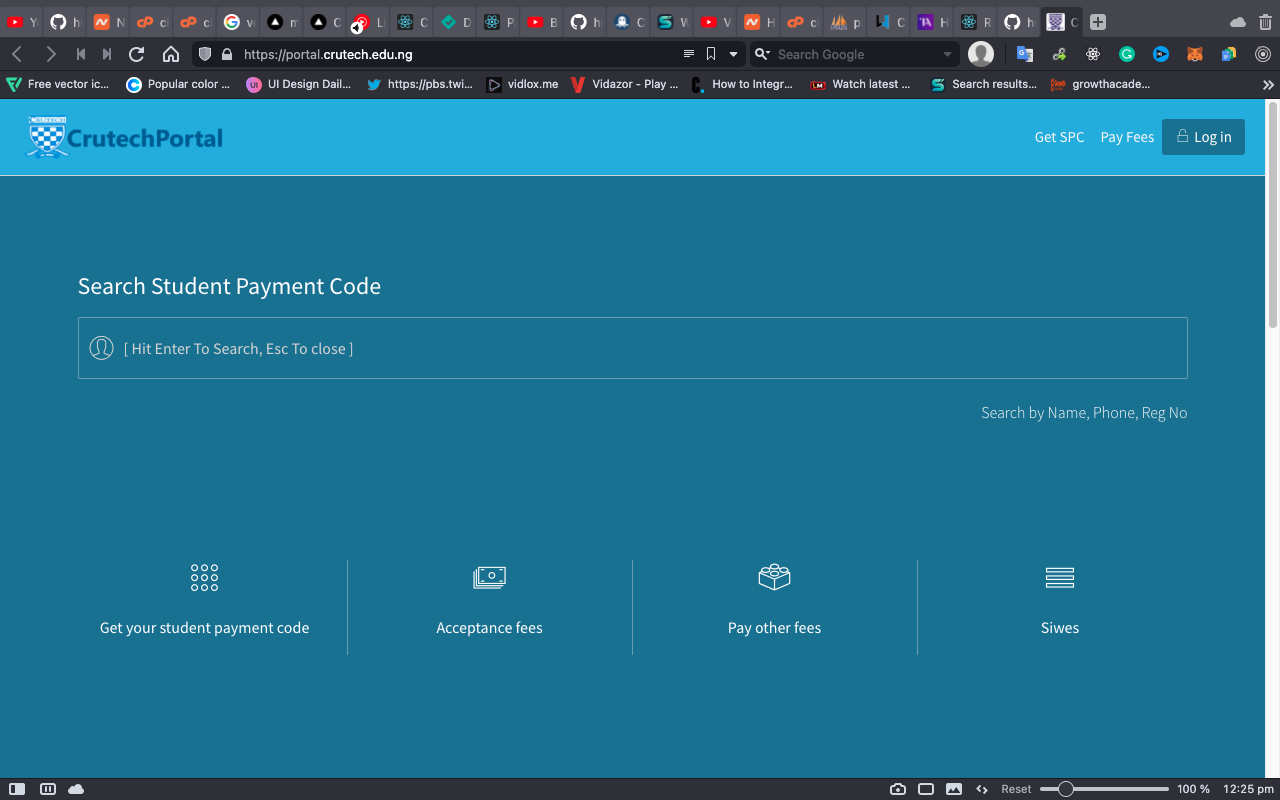 https://portal.crutech.edu.ng
Search Google
Free vector ic...
Popular color ...
UI Design Dail...
https://pbs.twi...
vidlox.me
Vidazor - Play ...
How to Integr...
Watch latest ...
Search results...
growthacade...
CRUTECH
CrutechPortal
Get SPC
Pay Fees
Log in
Search Student Payment Code
[ Hit Enter To Search, Esc To close ]
Search by Name, Phone, Reg No
Get your student payment code
Acceptance fees
Pay other fees
Siwes
Reset
100 %
12:25 pm